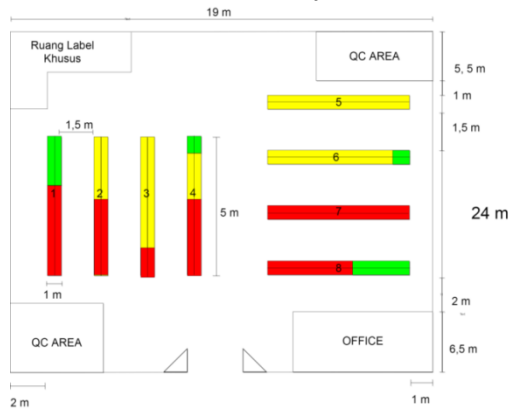 19 m
Ruang Label
Khusus
QC AREA
5, 5 m
1 m
5
1,5 m
1,5 m
6
1
2
3
4
7
5 m
24 m
8
1 m
2 m
QC AREA
OFFICE
6,5 m
2 m
1 m